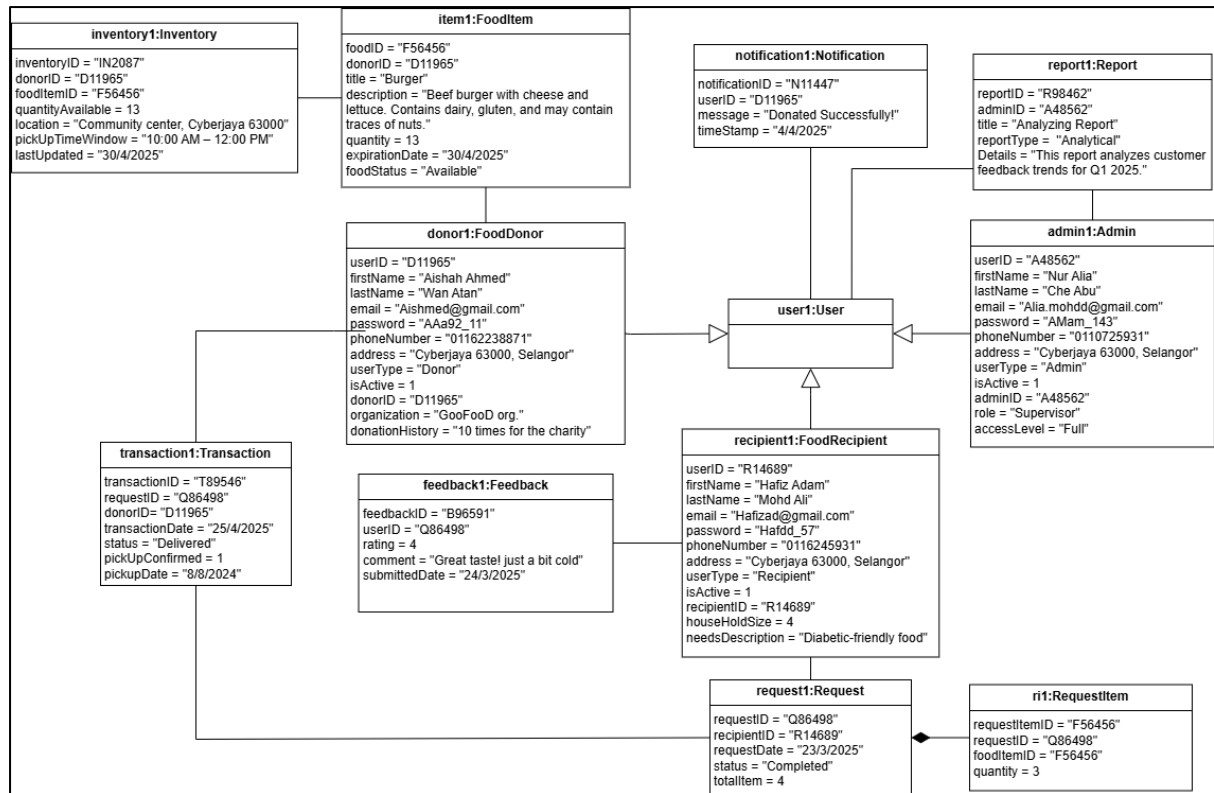 inventory1:Inventory
inventoryID = "IN2087"
donorID = "D11965"
foodItemID = "F56456"
quantityAvailable = 13
location = "Community center, Cyberjaya 63000"
pickUpTimeWindow = "10:00 AM – 12:00 PM"
lastUpdated = "30/4/2025"
item1:FoodItem
foodID = "F56456"
donorID = "D11965"
title = "Burger"
description = "Beef burger with cheese and
lettuce. Contains dairy, gluten, and may contain
traces of nuts."
quantity = 13
expirationDate = "30/4/2025"
foodStatus = "Available"
notification1:Notification
notificationID = "N11447"
userID = "D11965"
message = "Donated Successfully!"
timeStamp = "4/4/2025"
report1:Report
reportID = "R98462"
adminID = "A48562"
title = "Analyzing Report"
reportType = "Analytical"
Details = "This report analyzes customer
feedback trends for Q1 2025."
donor1:FoodDonor
userID = "D11965"
firstName = "Aishah Ahmed"
lastName = "Wan Atan"
email = "Aishmed@gmail.com"
password = "AAa92_11"
phoneNumber = "01162238871"
address = "Cyberjaya 63000, Selangor"
userType = "Donor"
isActive = 1
donorID = "D11965"
organization = "GooFooD org."
donationHistory = "10 times for the charity"
user1:User
admin1:Admin
userID = "A48562"
firstName = "Nur Alia"
lastName = "Che Abu"
email = "Alia.mohdd@gmail.com"
password = "AMam_143"
phoneNumber = "0110725931"
address = "Cyberjaya 63000, Selangor"
userType = "Admin"
isActive = 1
adminID = "A48562"
role = "Supervisor"
accessLevel = "Full"
transaction1:Transaction
transactionID = "T89546"
requestID = "Q86498"
donorID= "D11965"
transactionDate = "25/4/2025"
status = "Delivered"
pickUpConfirmed = 1
pickupDate = "8/8/2024"
feedback1:Feedback
feedbackID = "B96591"
userID = "Q86498"
rating = 4
comment = "Great taste! just a bit cold"
submittedDate = "24/3/2025"
recipient1:FoodRecipient
userID = "R14689"
firstName = "Hafiz Adam"
lastName = "Mohd Ali"
email = "Hafizad@gmail.com"
password = "Hafdd_57"
phoneNumber = "0116245931"
address = "Cyberjaya 63000, Selangor"
userType = "Recipient"
isActive = 1
recipientID = "R14689"
houseHoldSize = 4
needsDescription = "Diabetic-friendly food"
request1:Request
requestID = "Q86498"
recipientID = "R14689"
requestDate = "23/3/2025"
status = "Completed"
totalItem = 4
ri1:RequestItem
requestItemID = "F56456"
requestID = "Q86498"
foodItemID = "F56456"
quantity = 3